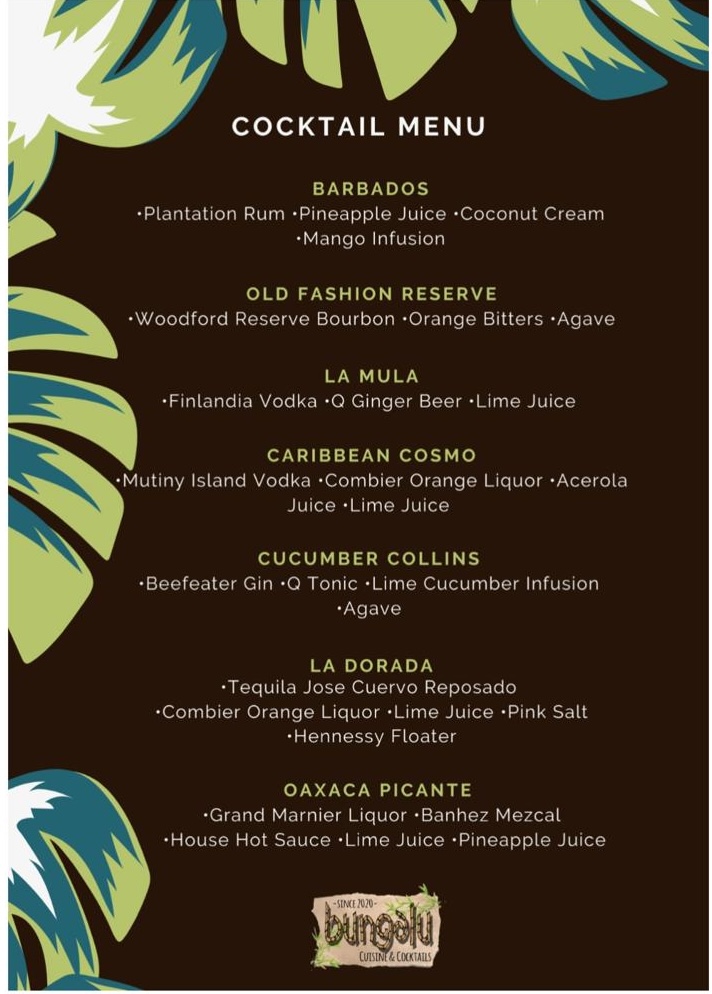 COCKTAIL MENU
BARBADOS
•Plantation Rum •Pineapple Juice •Coconut Cream
•Mango Infusion
OLD FASHION RESERVE
•Woodford Reserve Bourbon •Orange Bitters •Agave
LA MULA
•Finlandia Vodka •Q Ginger Beer •Lime Juice
CARIBBEAN COSMO
•Mutiny Island Vodka •Combier Orange Liquor •Acerola
Juice •Lime Juice
CUCUMBER COLLINS
•Beefeater Gin •Q Tonic •Lime Cucumber Infusion
•Agave
LA DORADA
•Tequila Jose Cuervo Reposado
•Combier Orange Liquor •Lime Juice •Pink Salt
•Hennessy Floater
OAXACA PICANTE
•Grand Marnier Liquor •Banhez Mezcal
•House Hot Sauce •Lime Juice •Pineapple Juice
-SINCE 2020-
bungalu
CUISINE & COCKTAILS